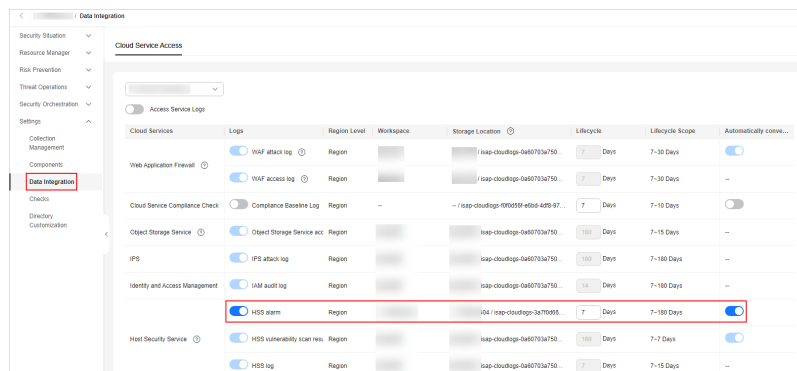 / Data Integration
Security Situation
Resource Manager
Risk Prevention
Threat Operations
Security Orchestration
Settings
Collection
Management
Components
Data Integration
Checks
Directory
Customization
Cloud Service Access
Access Service Logs
Cloud Services Logs Region Level Workspace Storage Location Lifecycle Lifecycle Scope Automatically conve...
Web Application Firewall
WAF attack log Region / isap-cloudlogs-0a60703a750... 7 Days 7~30 Days
WAF access log Region / isap-cloudlogs-0a60703a750... 7 Days 7~30 Days --
Cloud Service Compliance Check Compliance Baseline Log Region -- -- / isap-cloudlogs-f0f0d56f-e6bd-4df8-97... 7 Days 7~10 Days
Object Storage Service Object Storage Service acc Region isap-cloudlogs-0a60703a750... Days 7~15 Days --
IPS IPS attack log Region isap-cloudlogs-0a60703a750... Days 7~180 Days --
Identity and Access Management IAM audit log Region isap-cloudlogs-0a60703a750... 14 Days 7~180 Days --
HSS alarm Region / isap-cloudlogs-3a7f0d66... 7 Days 7~180 Days
Host Security Service HSS vulnerability scan resu Region isap-cloudlogs-0a60703a750... Days 7~7 Days
HSS log Region isap-cloudlogs-0a60703a750... 7 Days 7~15 Days --